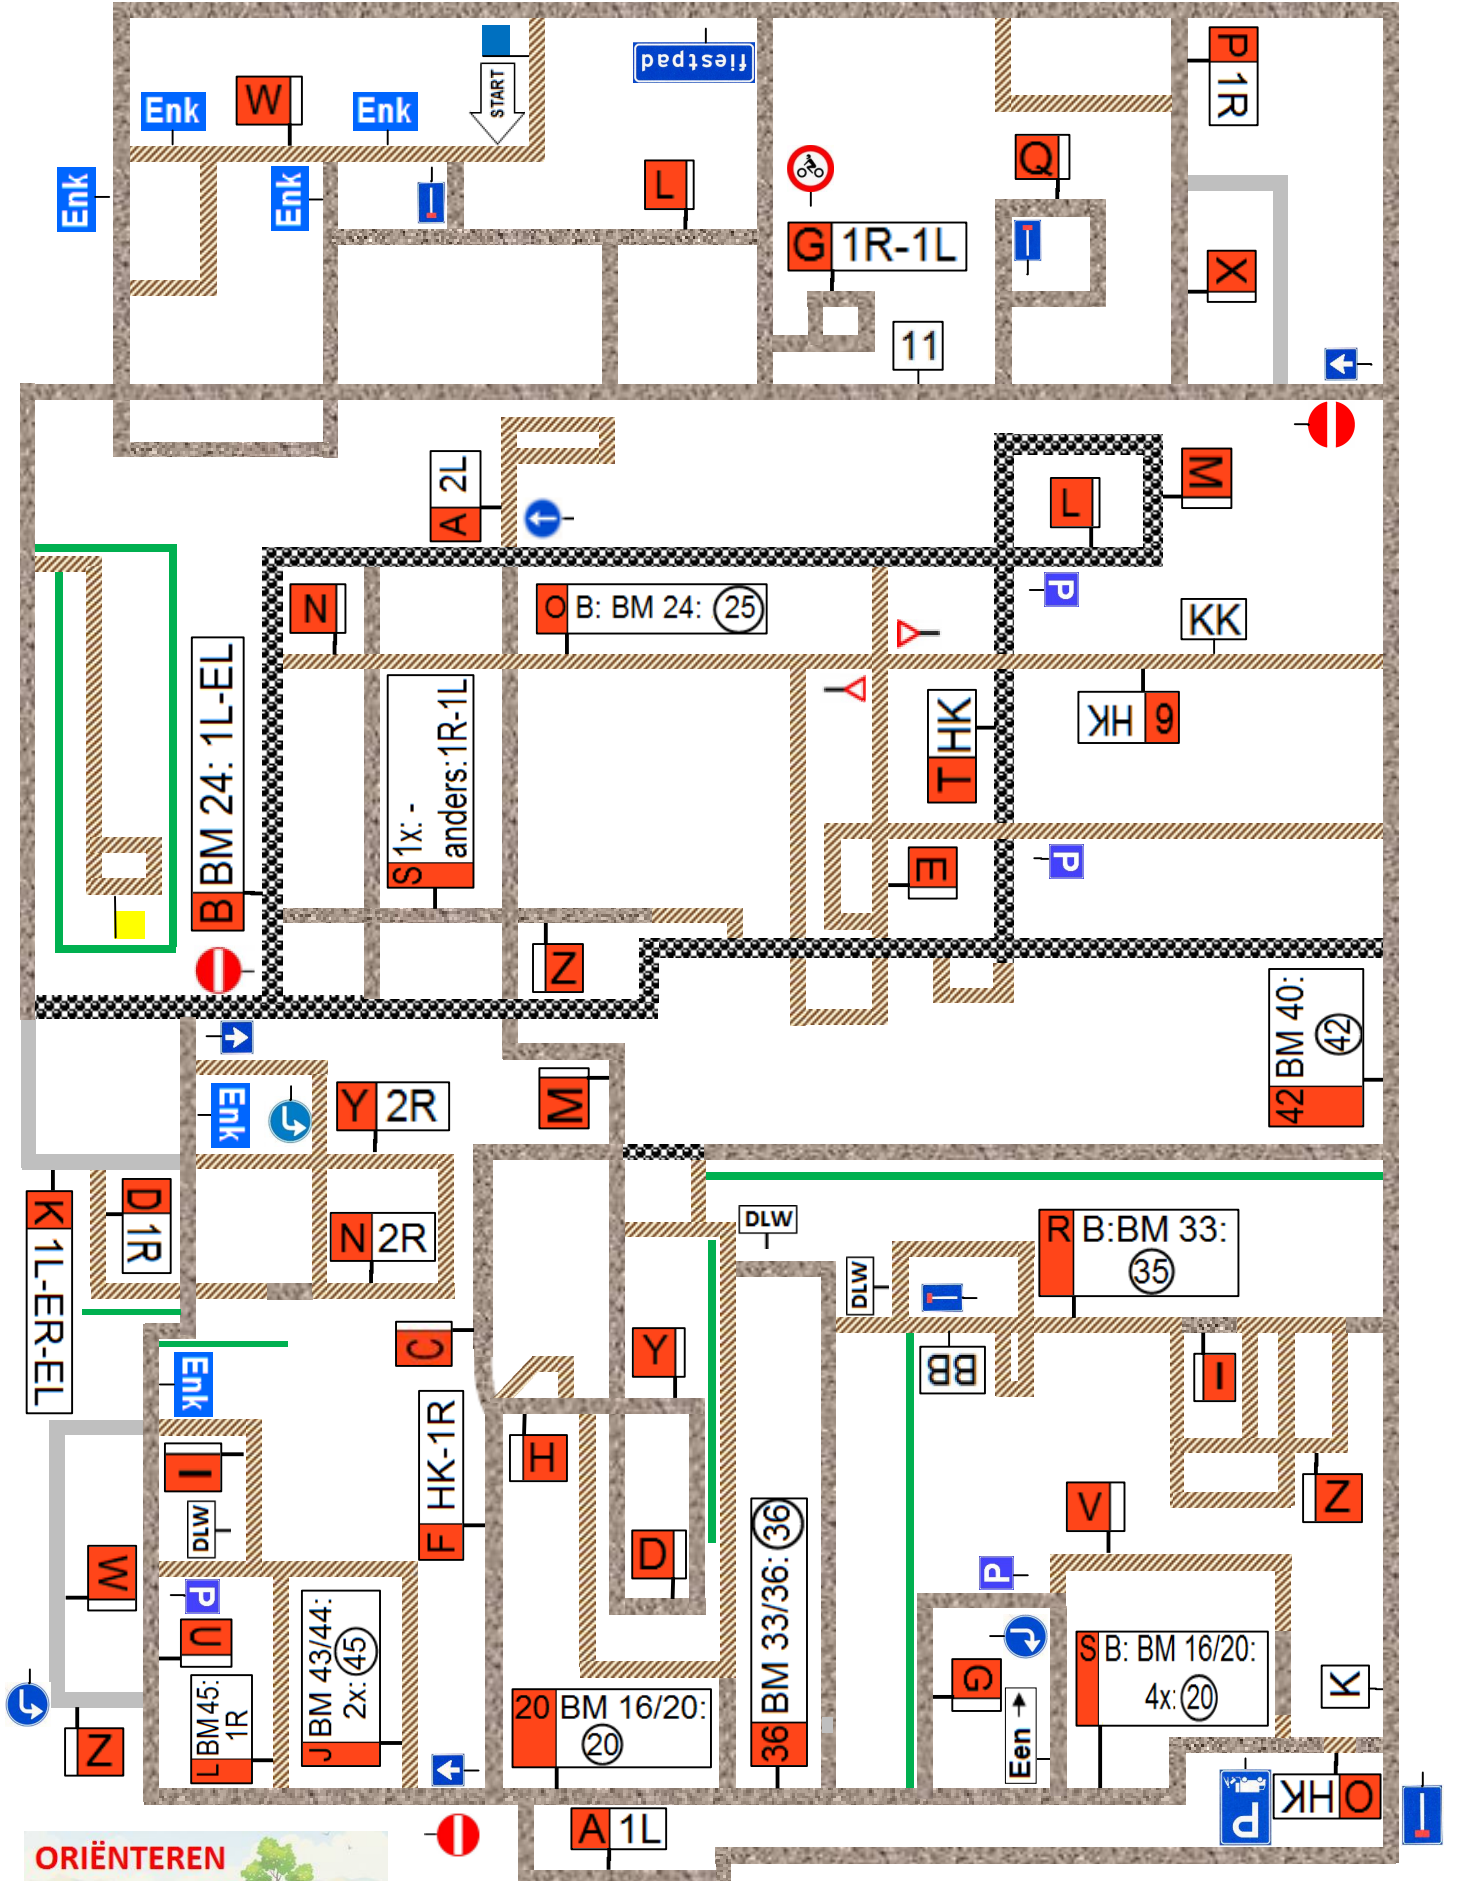 fiestpad
P 1R
START
Enk
W
Enk
Enk
Enk
L
Q
G 1R-1L
X
11
A 2L
M
L
P
N
O B: BM 24: 25
KK
B BM 24: 1L-EL
S 1x: -
anders: 1R-1L
T HK
9 HK
E
P
Z
42 BM 40:
42
M
Enk
Y 2R
D 1R
K 1L-ER-EL
N 2R
DLW
R B:BM 33:
35
DLW
C
Y
BB
I
Enk
F HK-1R
H
I
DLW
Z
V
36 BM 33/36: 36
W
D
P
P
U
J BM 43/44:
2x: 45
L BM45:
1R
G
S B: BM 16/20:
4x: 20
K
20 BM 16/20:
20
Een →
Z
P
O HK
A 1L
ORIËNTEREN